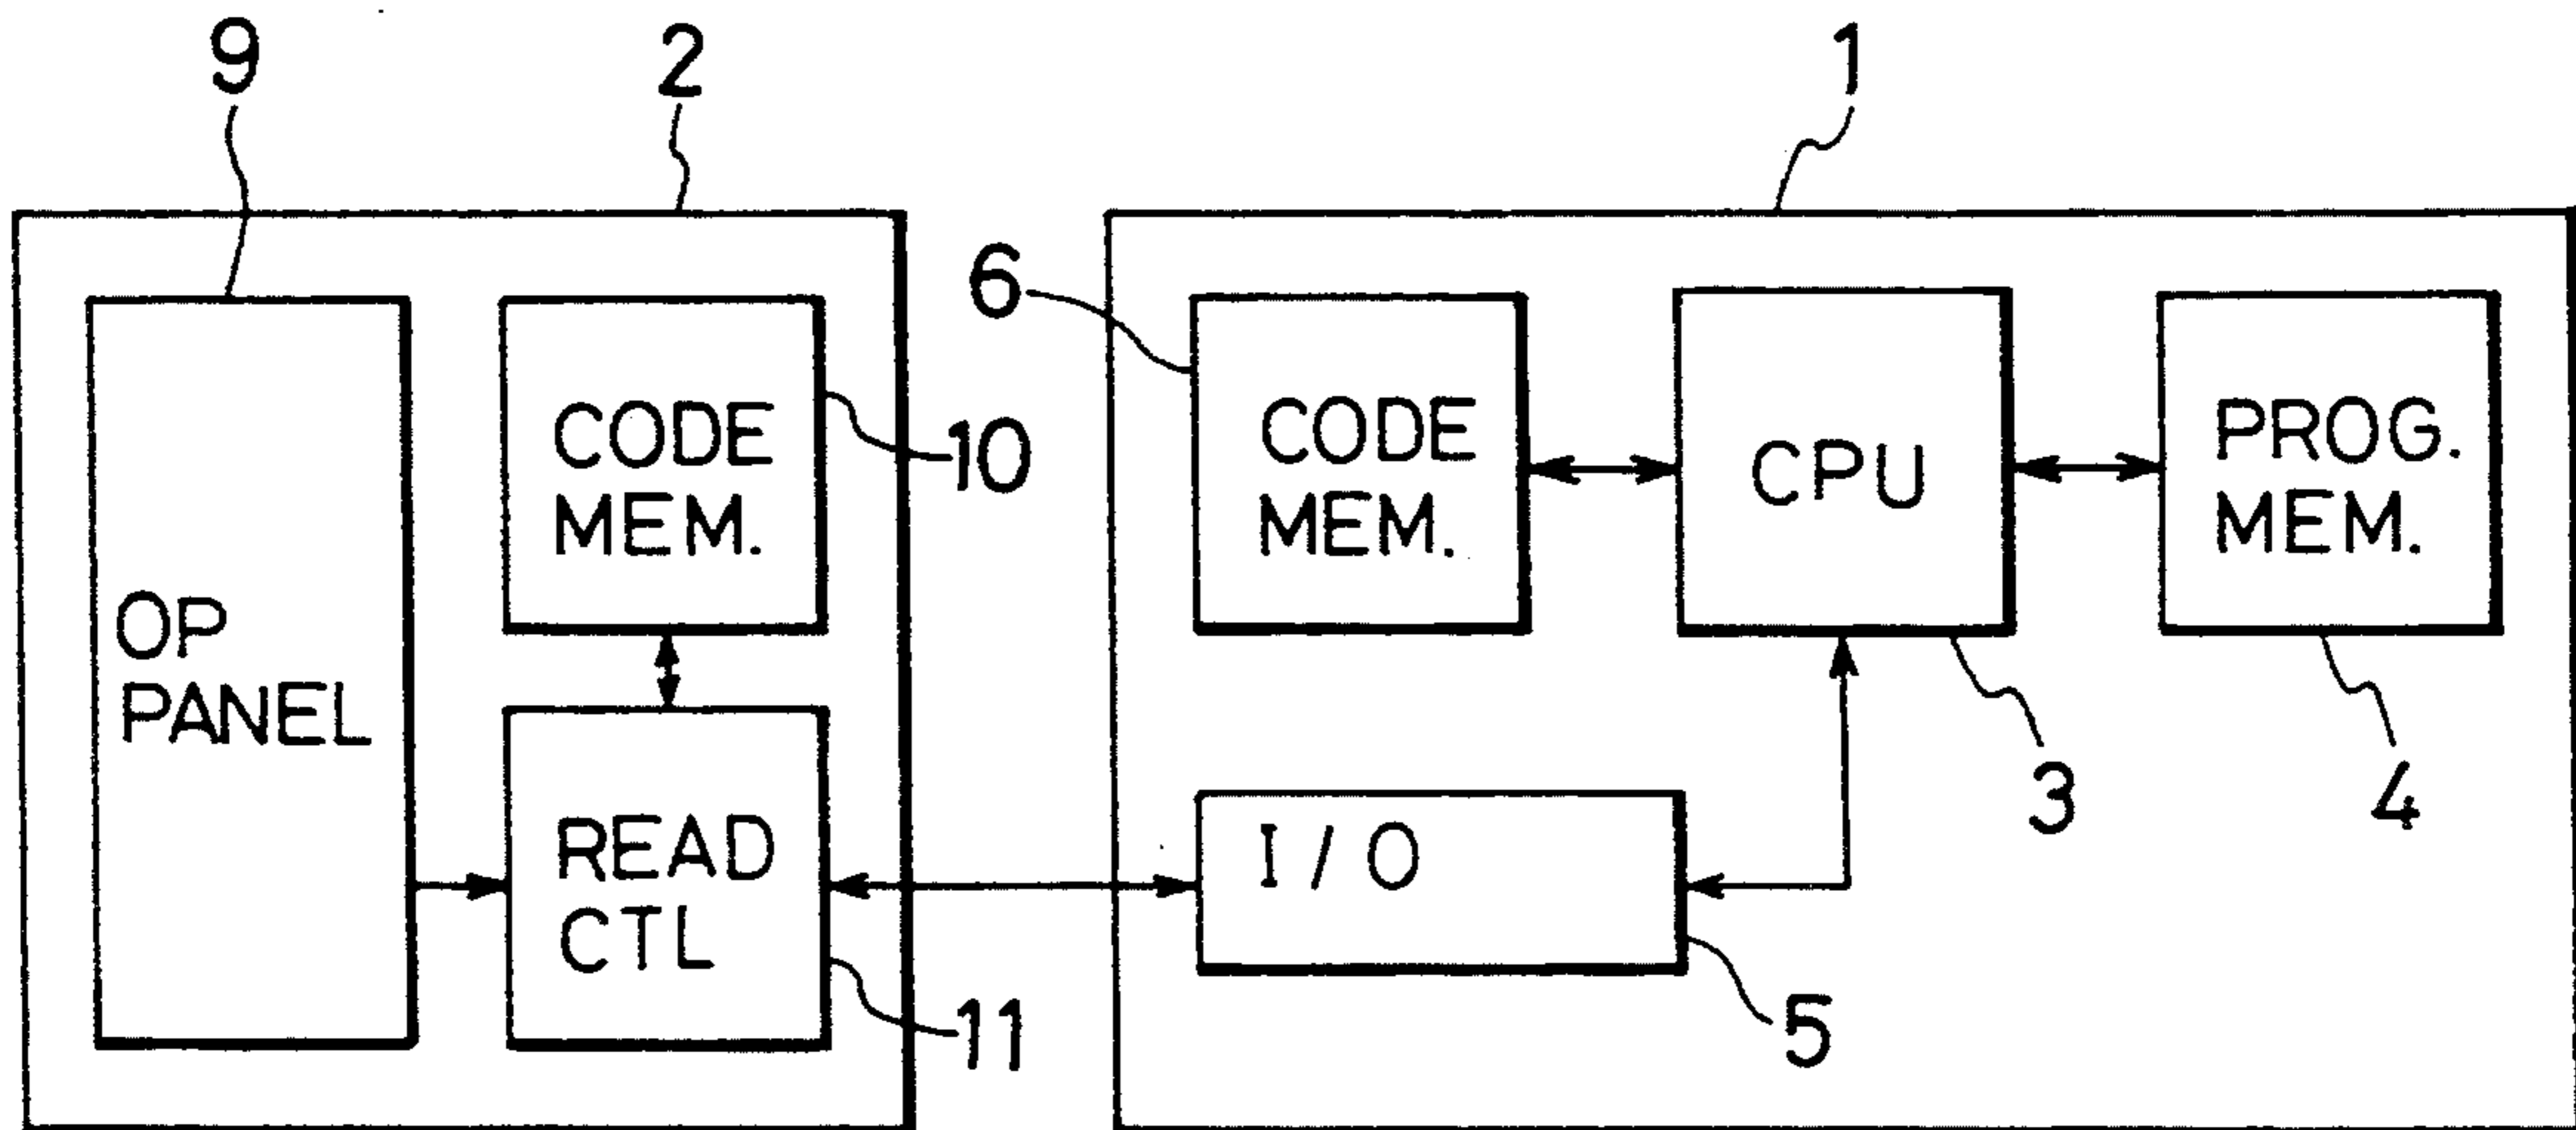 9
2
1
6
CODE
MEM.
10
CODE
MEM.
CPU
PROG.
MEM.
OP
PANEL
READ
CTL
I/O
3
4
11
5